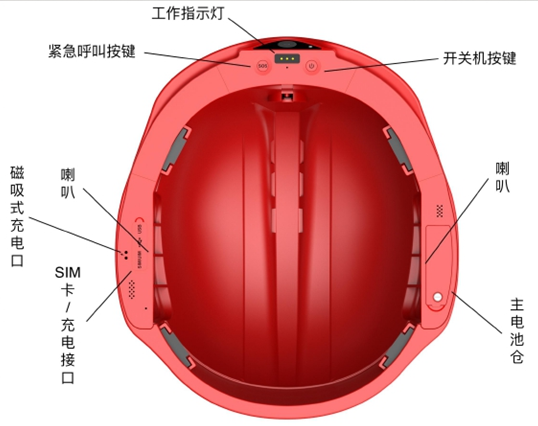 工作指示灯
紧急呼叫按键
开关机按键
SOS
磁吸式充电口
喇叭
喇叭
SIM卡/充电接口
主电池仓